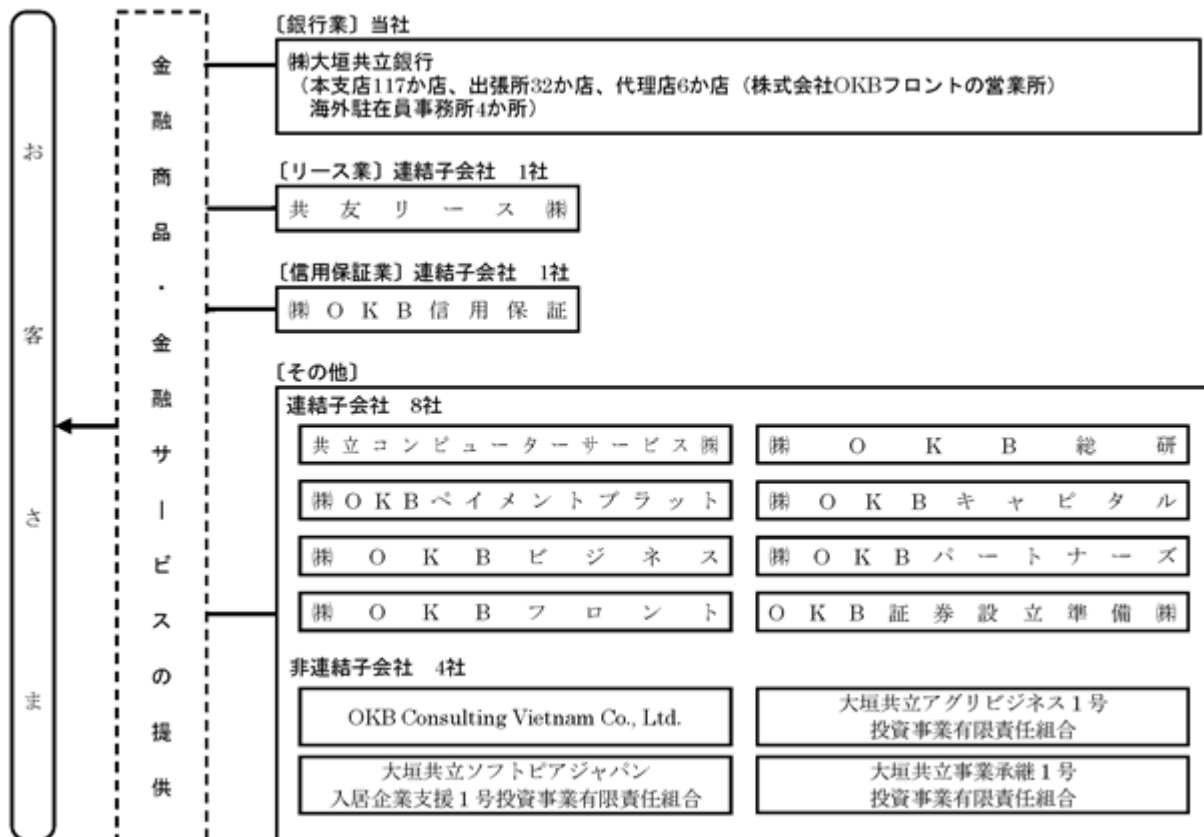 お客さま
金融商品・金融サービスの提供
〔銀行業〕当社
㈱大垣共立銀行
（本支店117か店、出張所32か店、代理店6か店（株式会社OKBフロントの営業所）
海外駐在員事務所4か所）
〔リース業〕連結子会社　1社
共友リース㈱
〔信用保証業〕連結子会社　1社
㈱OKB信用保証
〔その他〕
連結子会社　8社
共立コンピューターサービス㈱
㈱OKB総研
㈱OKBペイメントプラット
㈱OKBキャピタル
㈱OKBビジネス
㈱OKBパートナーズ
㈱OKBフロント
OKB証券設立準備㈱
非連結子会社　4社
OKB Consulting Vietnam Co., Ltd.
大垣共立アグリビジネス１号
投資事業有限責任組合
大垣共立ソフトピアジャパン
入居企業支援１号投資事業有限責任組合
大垣共立事業承継１号
投資事業有限責任組合